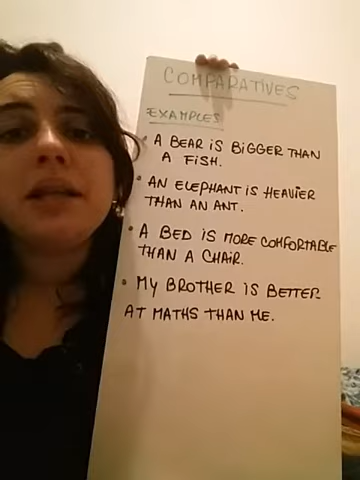 COMPARATIVES
EXAMPLES
• A BEAR IS BIGGER THAN
A FISH.
• AN ELEPHANT IS HEAVIER
THAN AN ANT.
• A BED IS MORE COMFORTABLE
THAN A CHAIR.
• MY BROTHER IS BETTER
AT MATHS THAN ME.